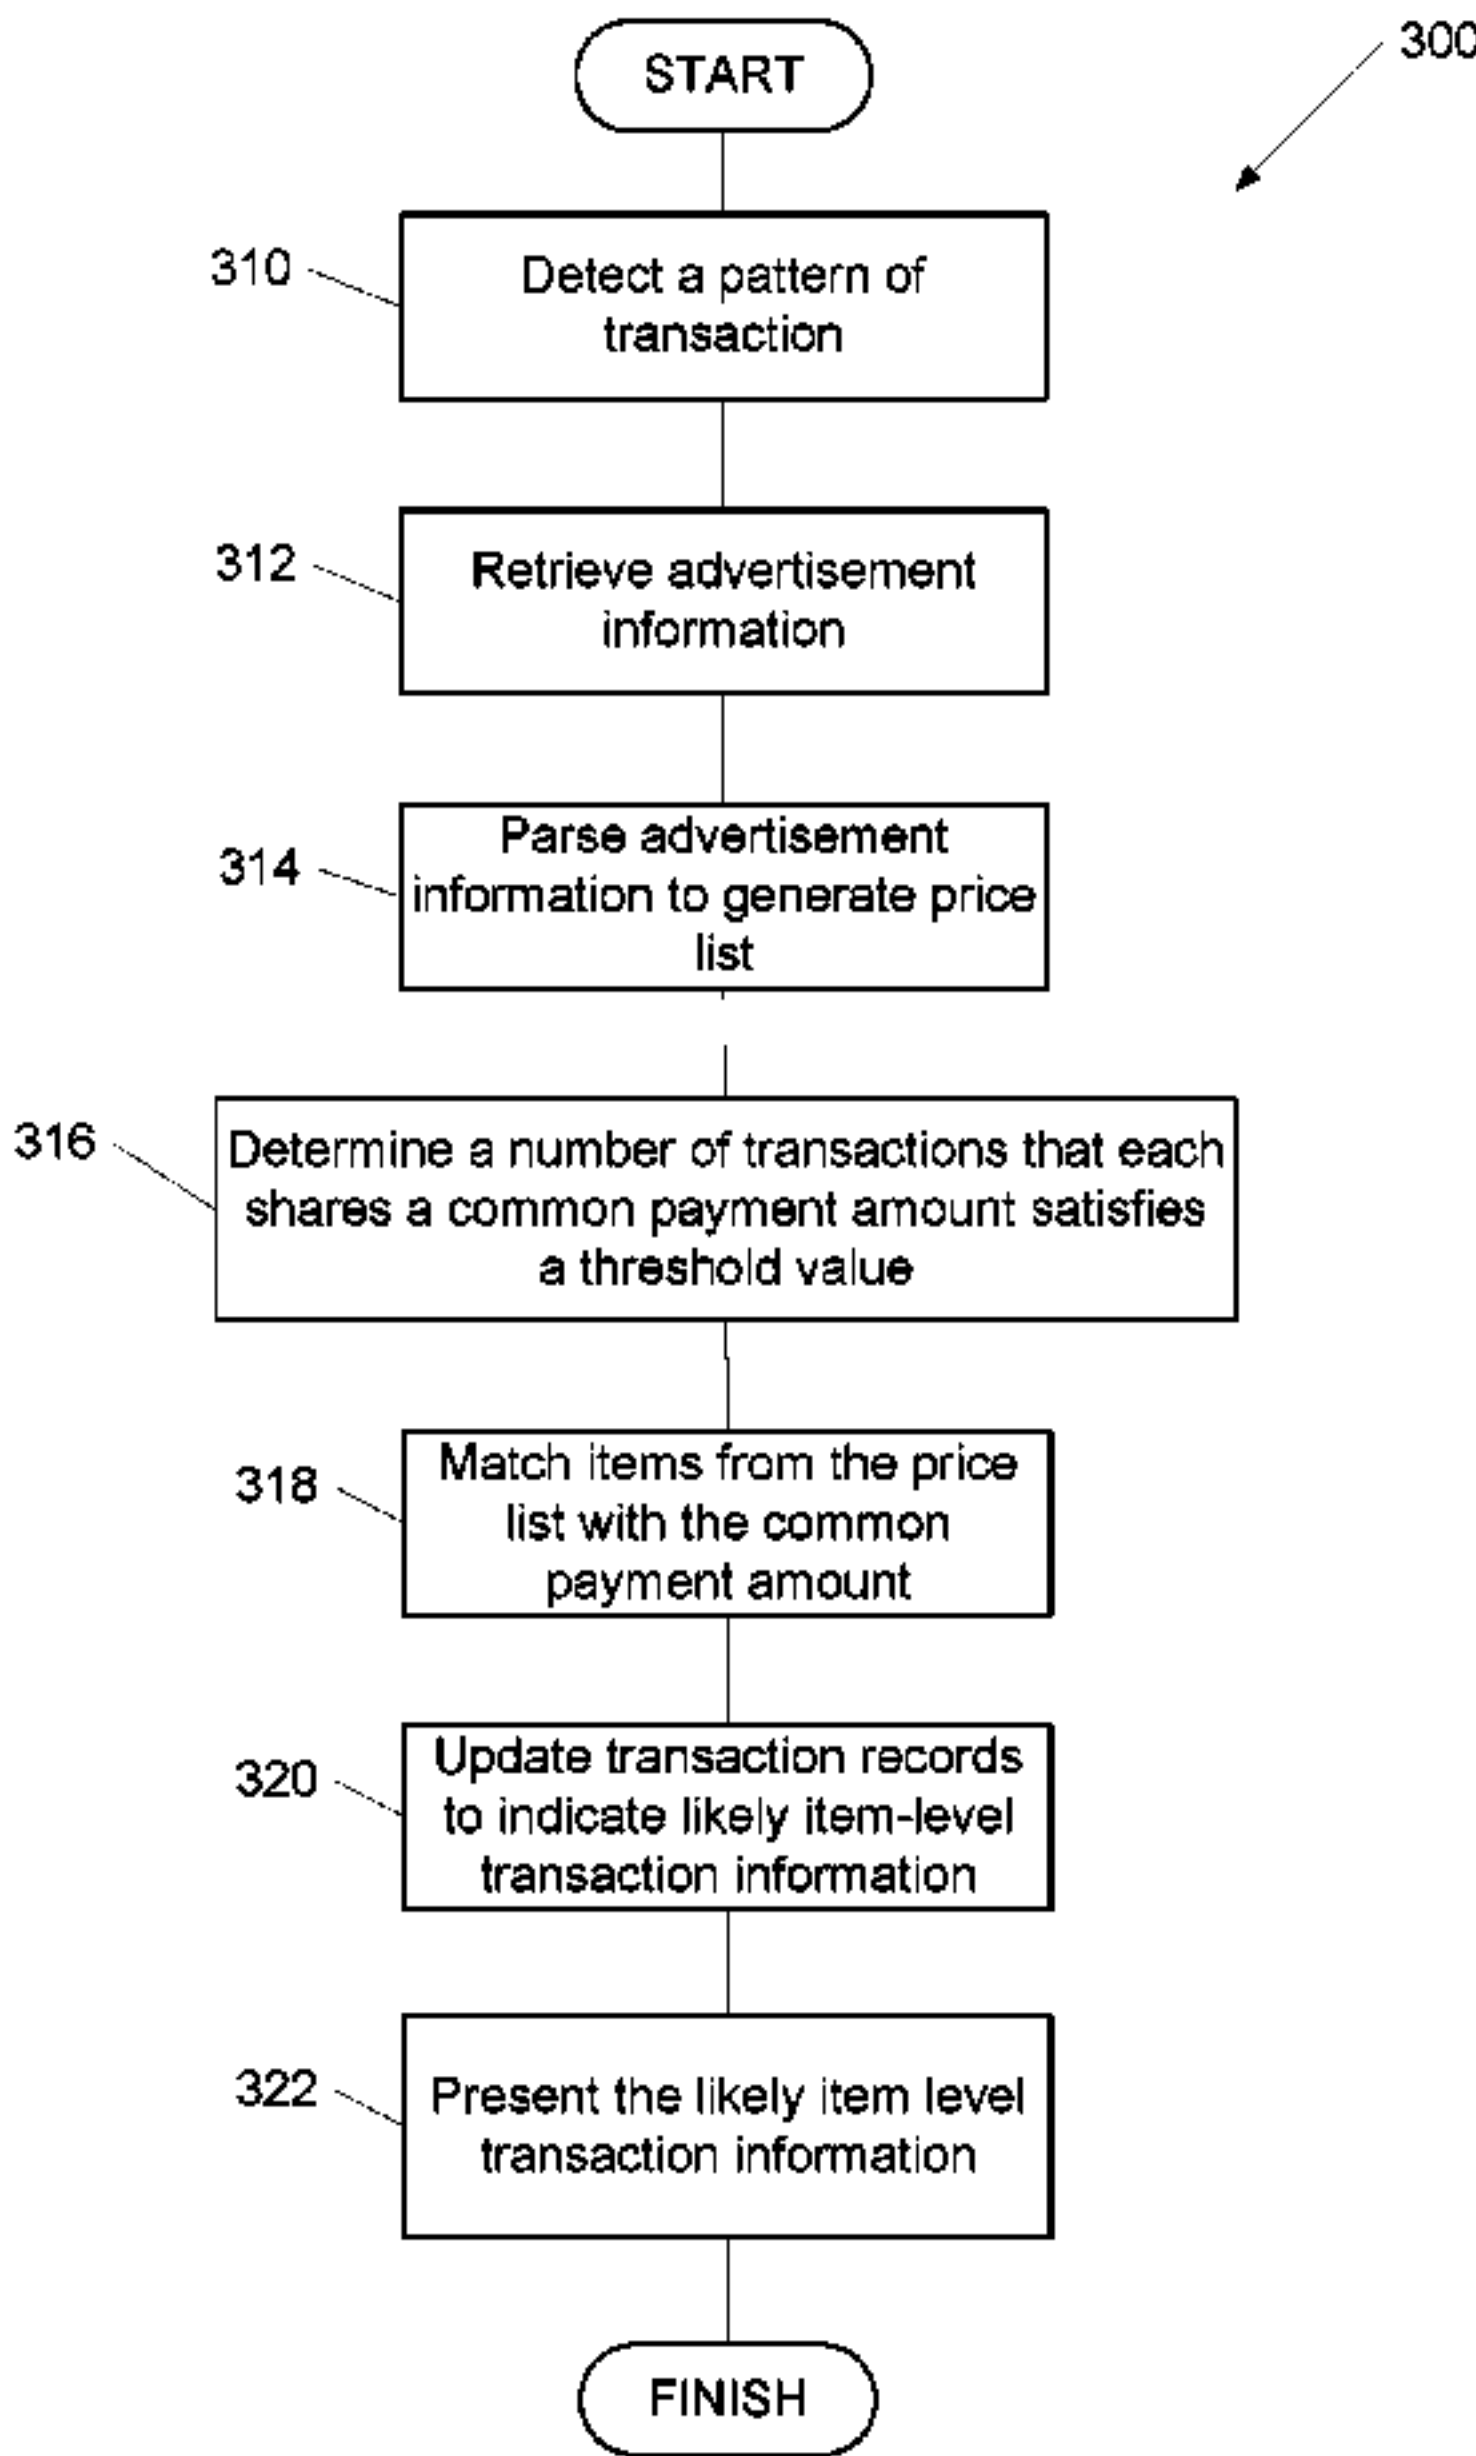 START
300
310
Detect a pattern of
transaction
312
Retrieve advertisement
information
314
Parse advertisement
information to generate price
list
316
Determine a number of transactions that each
shares a common payment amount satisfies
a threshold value
318
Match items from the price
list with the common
payment amount
320
Update transaction records
to indicate likely item-level
transaction information
322
Present the likely item level
transaction information
FINISH